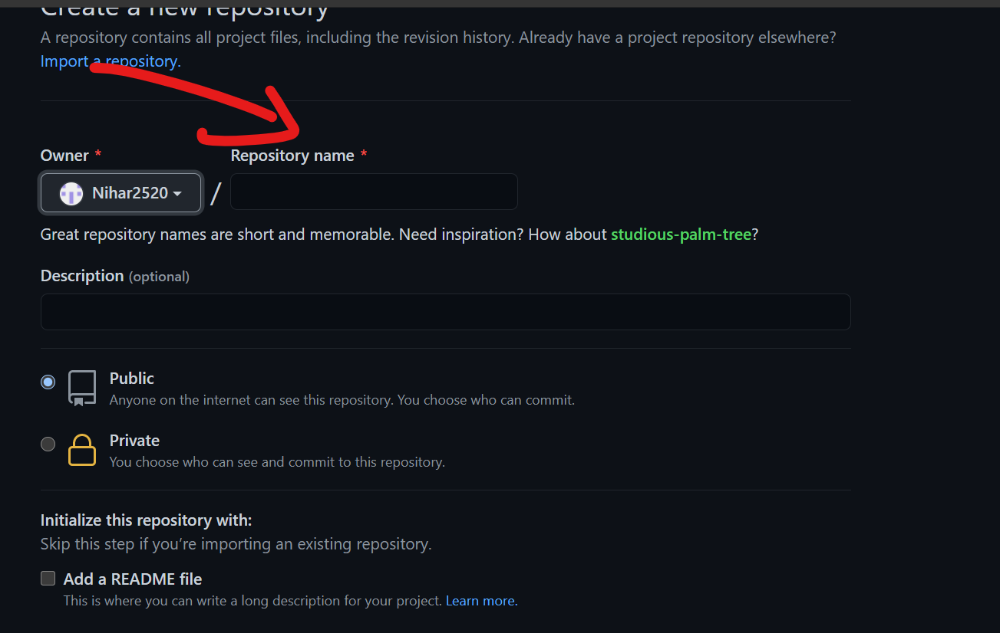 Create a new repository
A repository contains all project files, including the revision history. Already have a project repository elsewhere?
Import a repository.
Owner * Repository name *
Nihar2520 /
Great repository names are short and memorable. Need inspiration? How about studious-palm-tree?
Description (optional)
Public
Anyone on the internet can see this repository. You choose who can commit.
Private
You choose who can see and commit to this repository.
Initialize this repository with:
Skip this step if you’re importing an existing repository.
Add a README file
This is where you can write a long description for your project. Learn more.